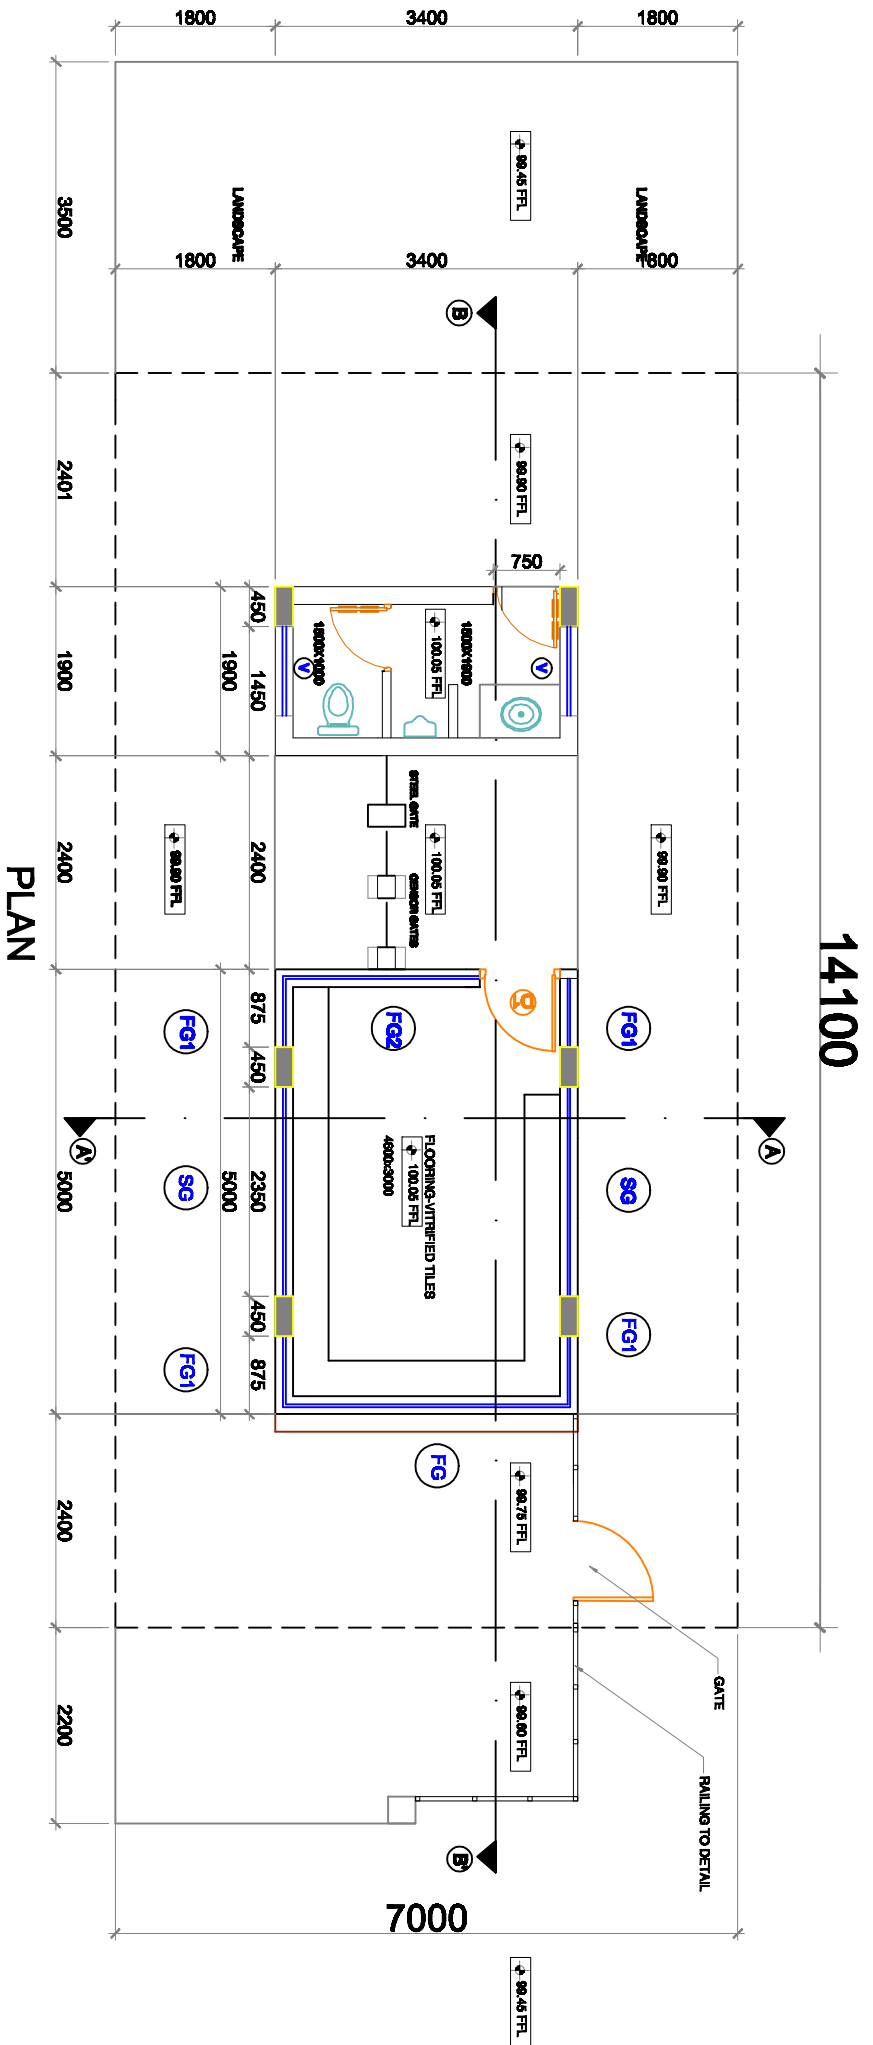 1800
3400
1800
99.45 FFL
LANDSCAPE
LANDSCAPE
3500
1800
3400
1800
B
99.90 FFL
2401
750
450
1450
1900
1900
1800X1000
V
100.05 FFL
1800X1800
V
STEEL GATE
SENSOR GATES
100.05 FFL
99.90 FFL
99.90 FFL
2400
2400
14100
PLAN
FG1
FG2
D1
FG1
875
450
A'
A
SG
SG
FLOORING-VITRIFIED TILES
100.05 FFL
4600x3000
2350
5000
5000
450
875
FG1
FG1
FG
99.75 FFL
2400
GATE
99.60 FFL
2200
RAILING TO DETAIL
B'
7000
99.45 FFL